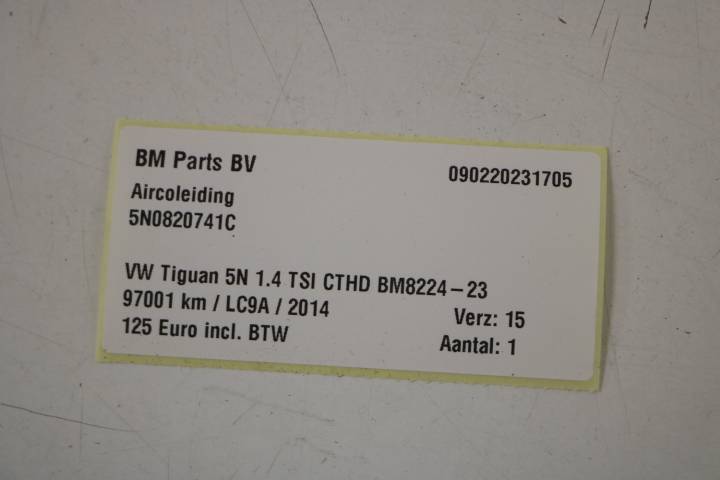 BM Parts BV 090220231705
Aircoleiding
5N0820741C
VW Tiguan 5N 1.4 TSI CTHD BM8224-23
97001 km / LC9A / 2014 Verz: 15
125 Euro incl. BTW Aantal: 1